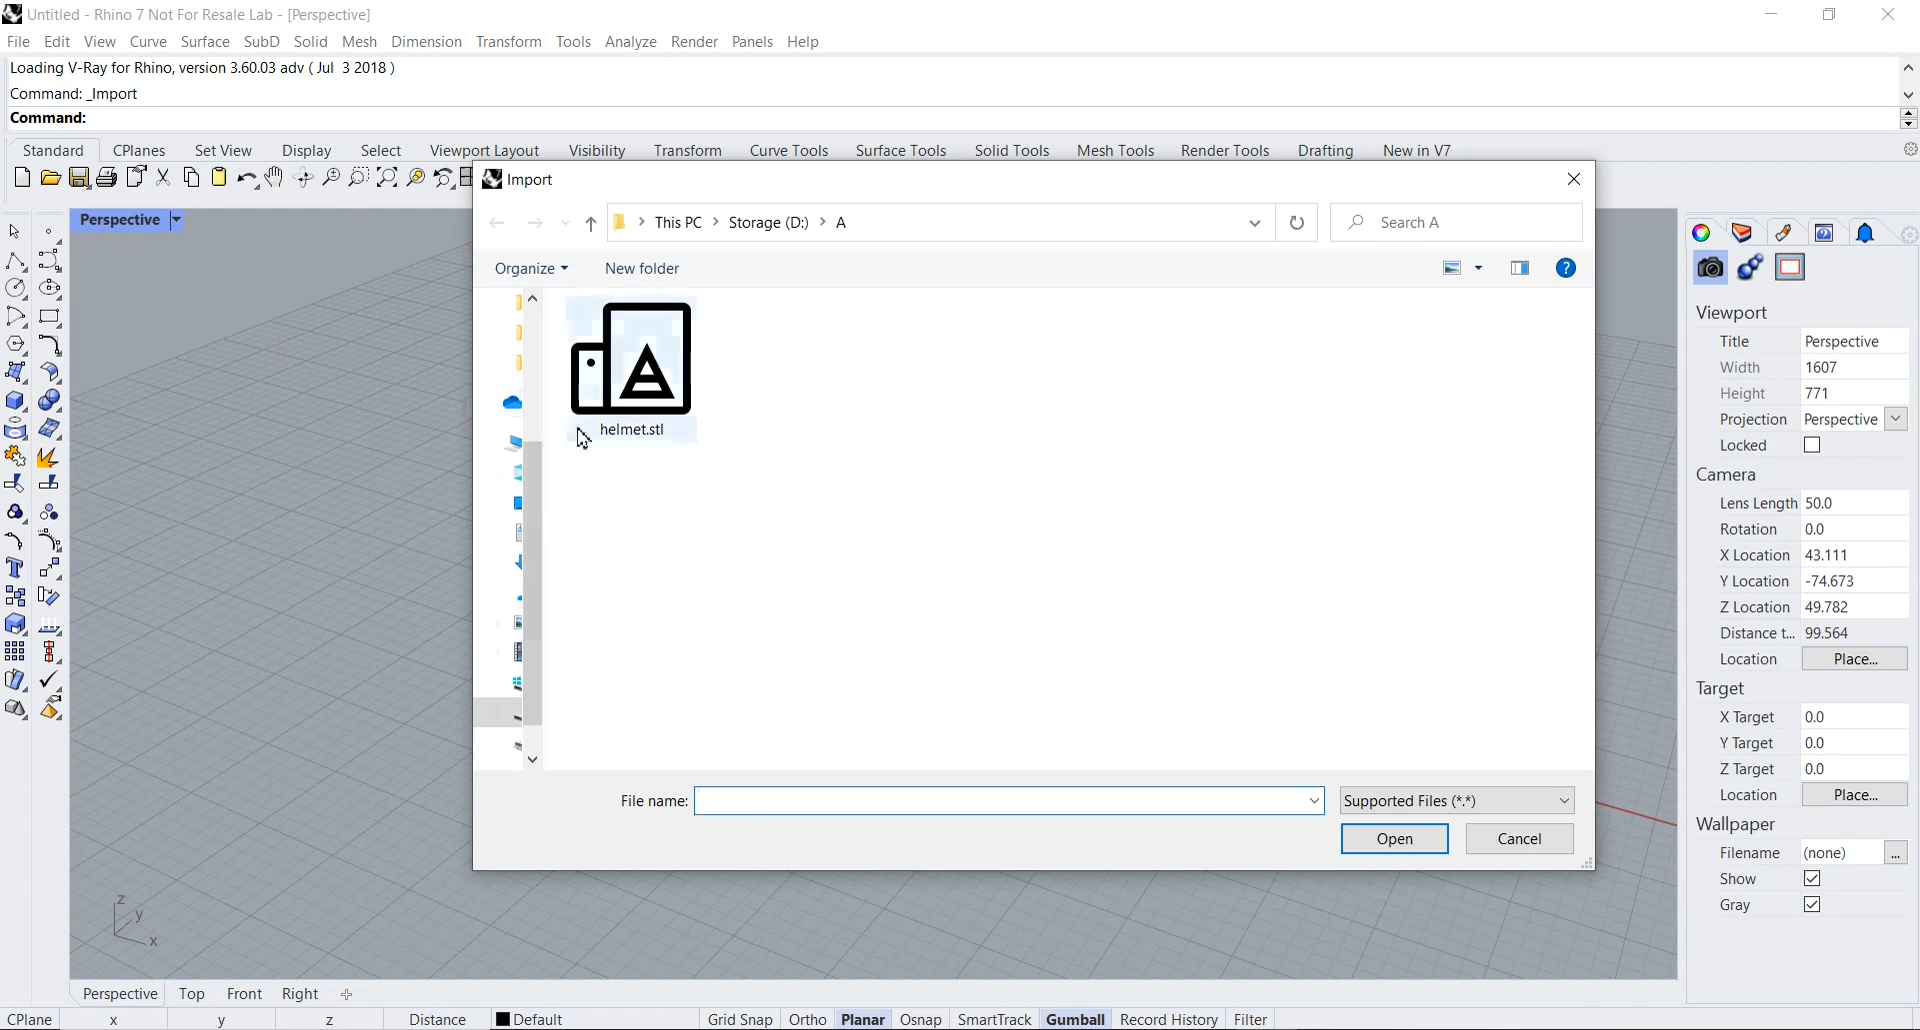 Untitled - Rhino 7 Not For Resale Lab - [Perspective]
File Edit View Curve Surface SubD Solid Mesh Dimension Transform Tools Analyze Render Panels Help
Loading V-Ray for Rhino, version 3.60.03 adv ( Jul 3 2018 )
Command: _Import
Command:
Standard CPlanes Set View Display Select Viewport Layout Visibility Transform Curve Tools Surface Tools Solid Tools Mesh Tools Render Tools Drafting New in V7
Import
Perspective
This PC > Storage (D:) > A
Search A
Organize New folder
helmet.stl
File name:
Supported Files (*.*)
Open Cancel
Viewport
Title Perspective
Width 1607
Height 771
Projection Perspective
Locked
Camera
Lens Length 50.0
Rotation 0.0
X Location 43.111
Y Location -74.673
Z Location 49.782
Distance t... 99.564
Location Place...
Target
X Target 0.0
Y Target 0.0
Z Target 0.0
Location Place...
Wallpaper
Filename (none) ...
Show
Gray
z
y
x
Perspective Top Front Right
CPlane x y z Distance Default Grid Snap Ortho Planar Osnap SmartTrack Gumball Record History Filter